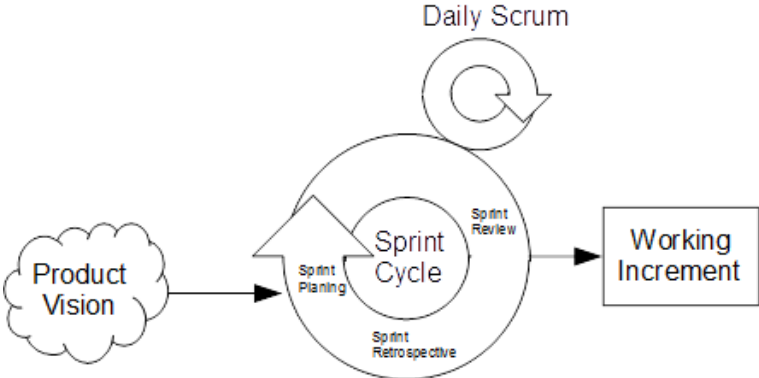 Daily Scrum
Product
Vision
Sprint
Planing
Sprint
Cycle
Sprint
Review
Sprint
Retrospective
Working
Increment